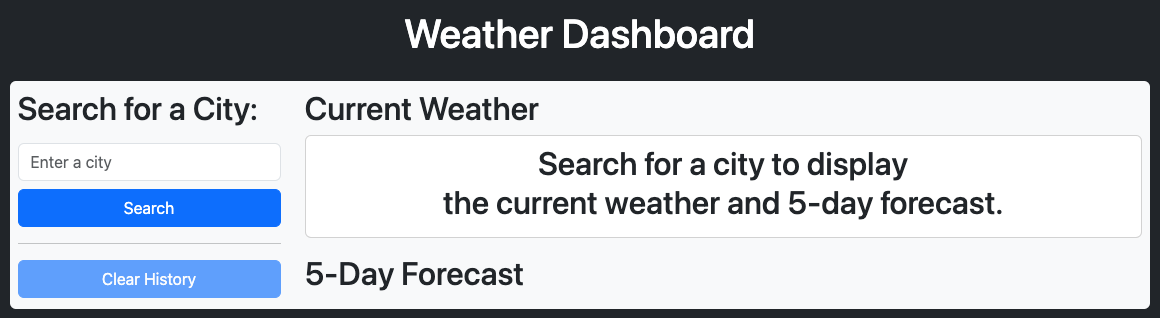 Weather Dashboard
Search for a City:
Enter a city
Search
Clear History
Current Weather
Search for a city to display
the current weather and 5-day forecast.
5-Day Forecast